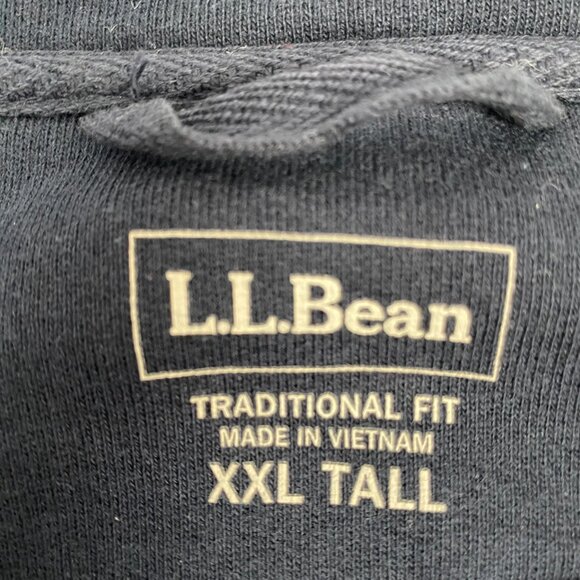 L.L.Bean
TRADITIONAL FIT
MADE IN VIETNAM
XXL TALL